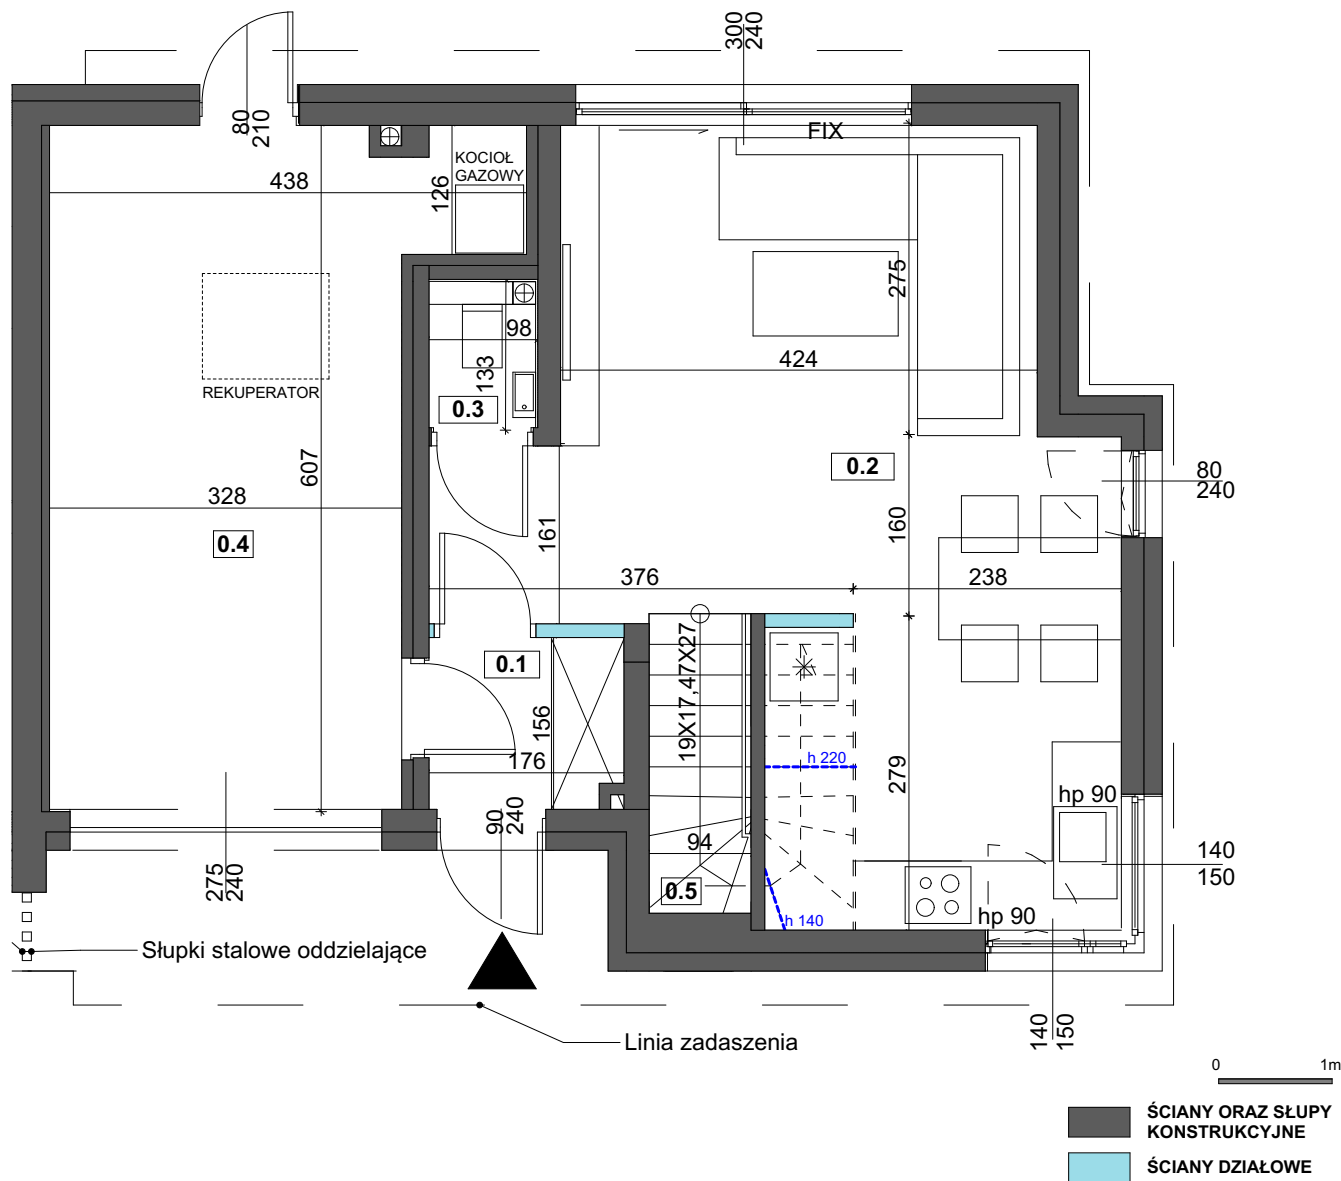 300
240
80
210
FIX
KOCIOŁ
GAZOWY
438
126
275
98
REKUPERATOR
133
424
0.3
607
0.2
80
240
328
160
161
0.4
376
238
0.1
19X17,47X27
156
h 220
176
279
hp 90
90
240
94
140
150
275
240
0.5
h 140
hp 90
Słupki stalowe oddzielające
140
150
Linia zadaszenia
0
1m
ŚCIANY ORAZ SŁUPY
KONSTRUKCYJNE
ŚCIANY DZIAŁOWE